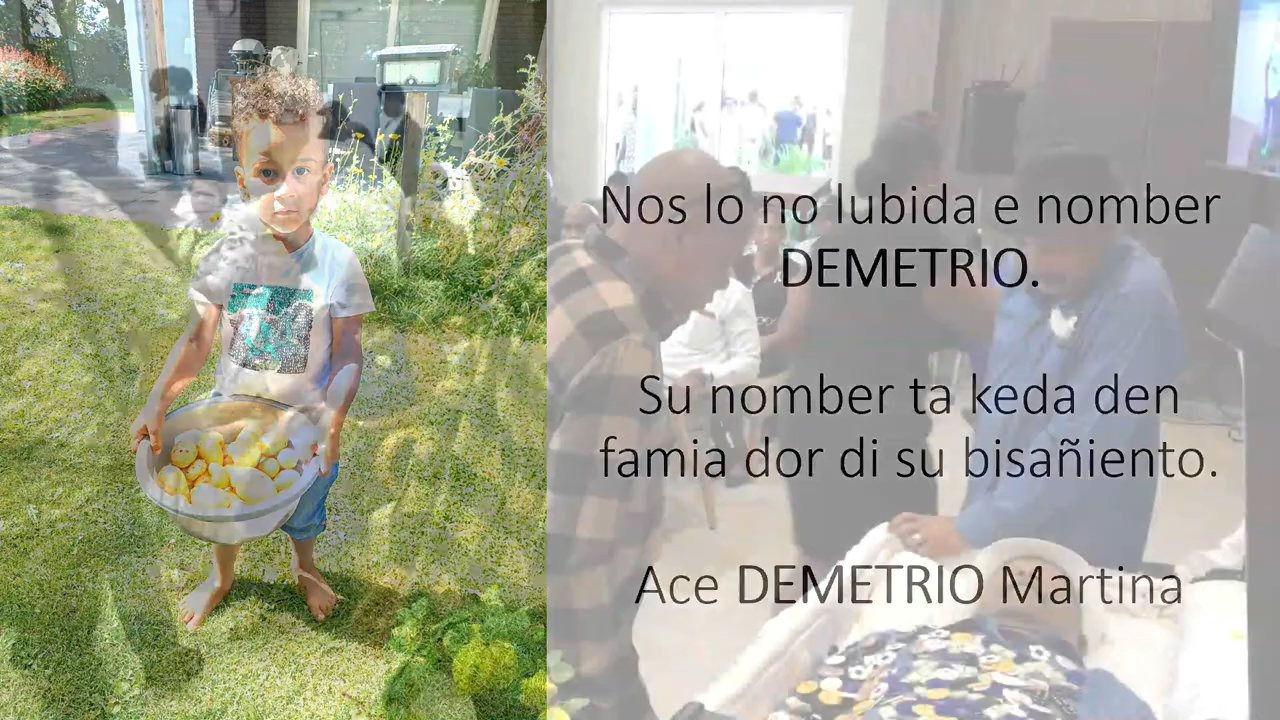 Nos lo no lubida e nomber
DEMETRIO.
Su nomber ta keda den
famia dor di su bisañiento.
Ace DEMETRIO Martina